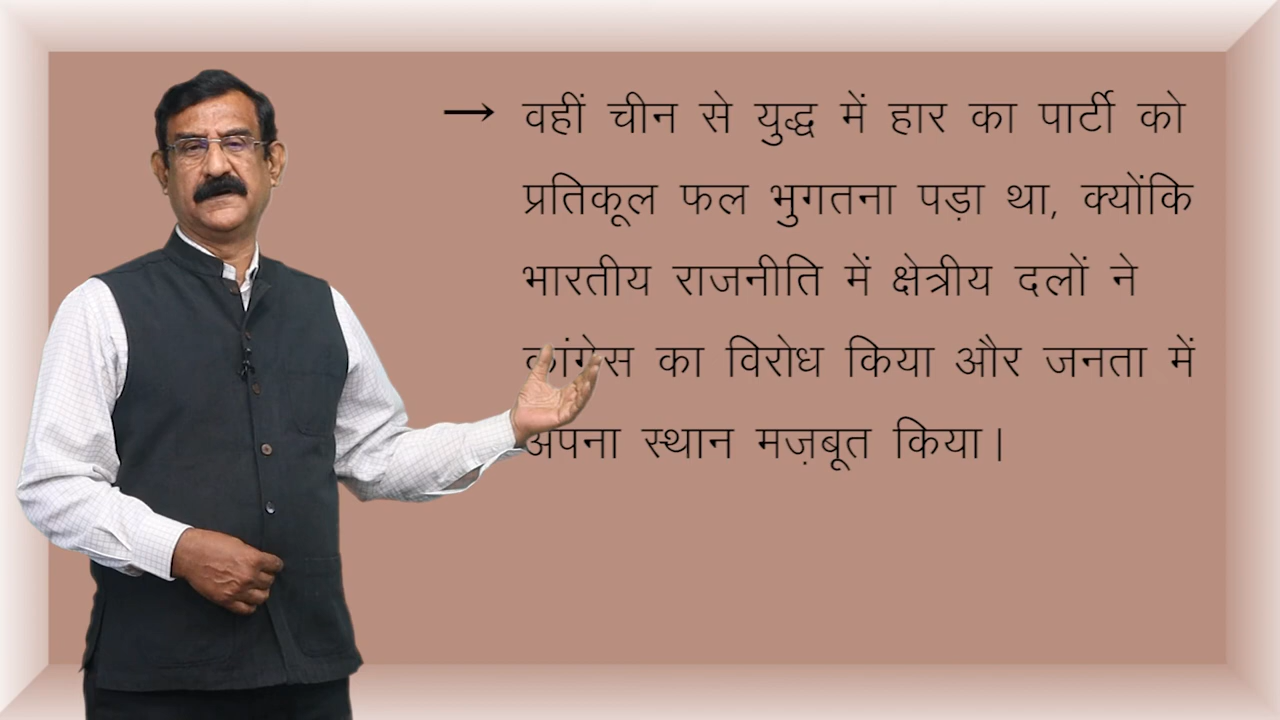 → वहीं चीन से युद्ध में हार का पार्टी को
प्रतिकूल फल भुगतना पड़ा था, क्योंकि
भारतीय राजनीति में क्षेत्रीय दलों ने
कांग्रेस का विरोध किया और जनता में
अपना स्थान मज़बूत किया।